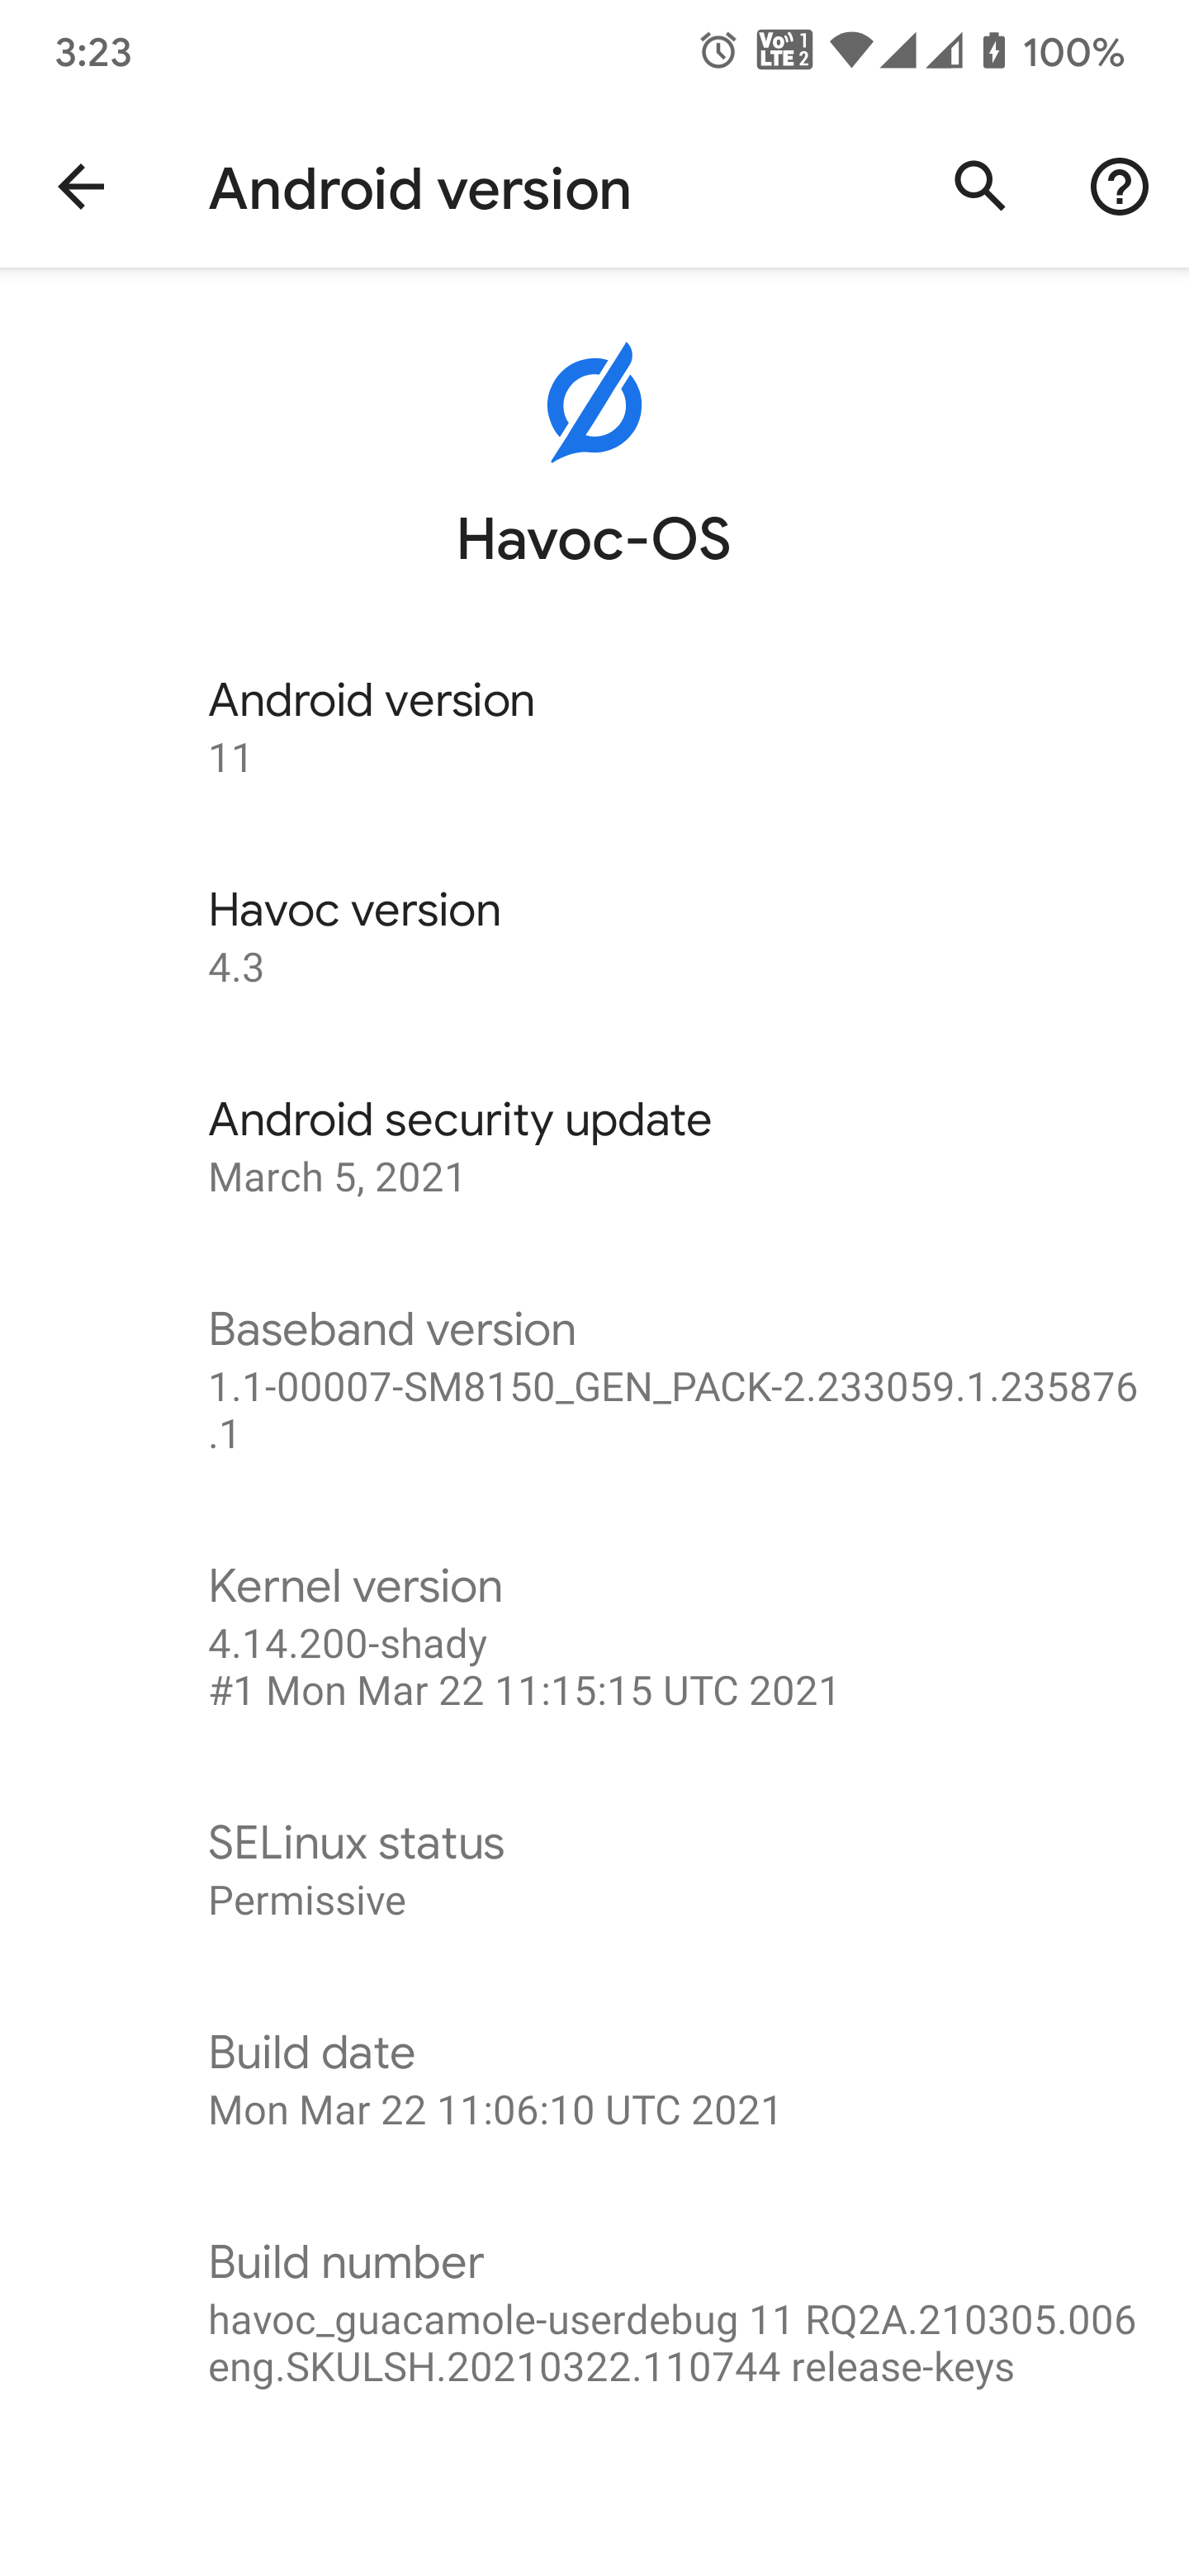 3:23
Vo 1
LTE 2
100%
Android version
Havoc-OS
Android version
11
Havoc version
4.3
Android security update
March 5, 2021
Baseband version
1.1-00007-SM8150_GEN_PACK-2.233059.1.235876
.1
Kernel version
4.14.200-shady
#1 Mon Mar 22 11:15:15 UTC 2021
SELinux status
Permissive
Build date
Mon Mar 22 11:06:10 UTC 2021
Build number
havoc_guacamole-userdebug 11 RQ2A.210305.006
eng.SKULSH.20210322.110744 release-keys